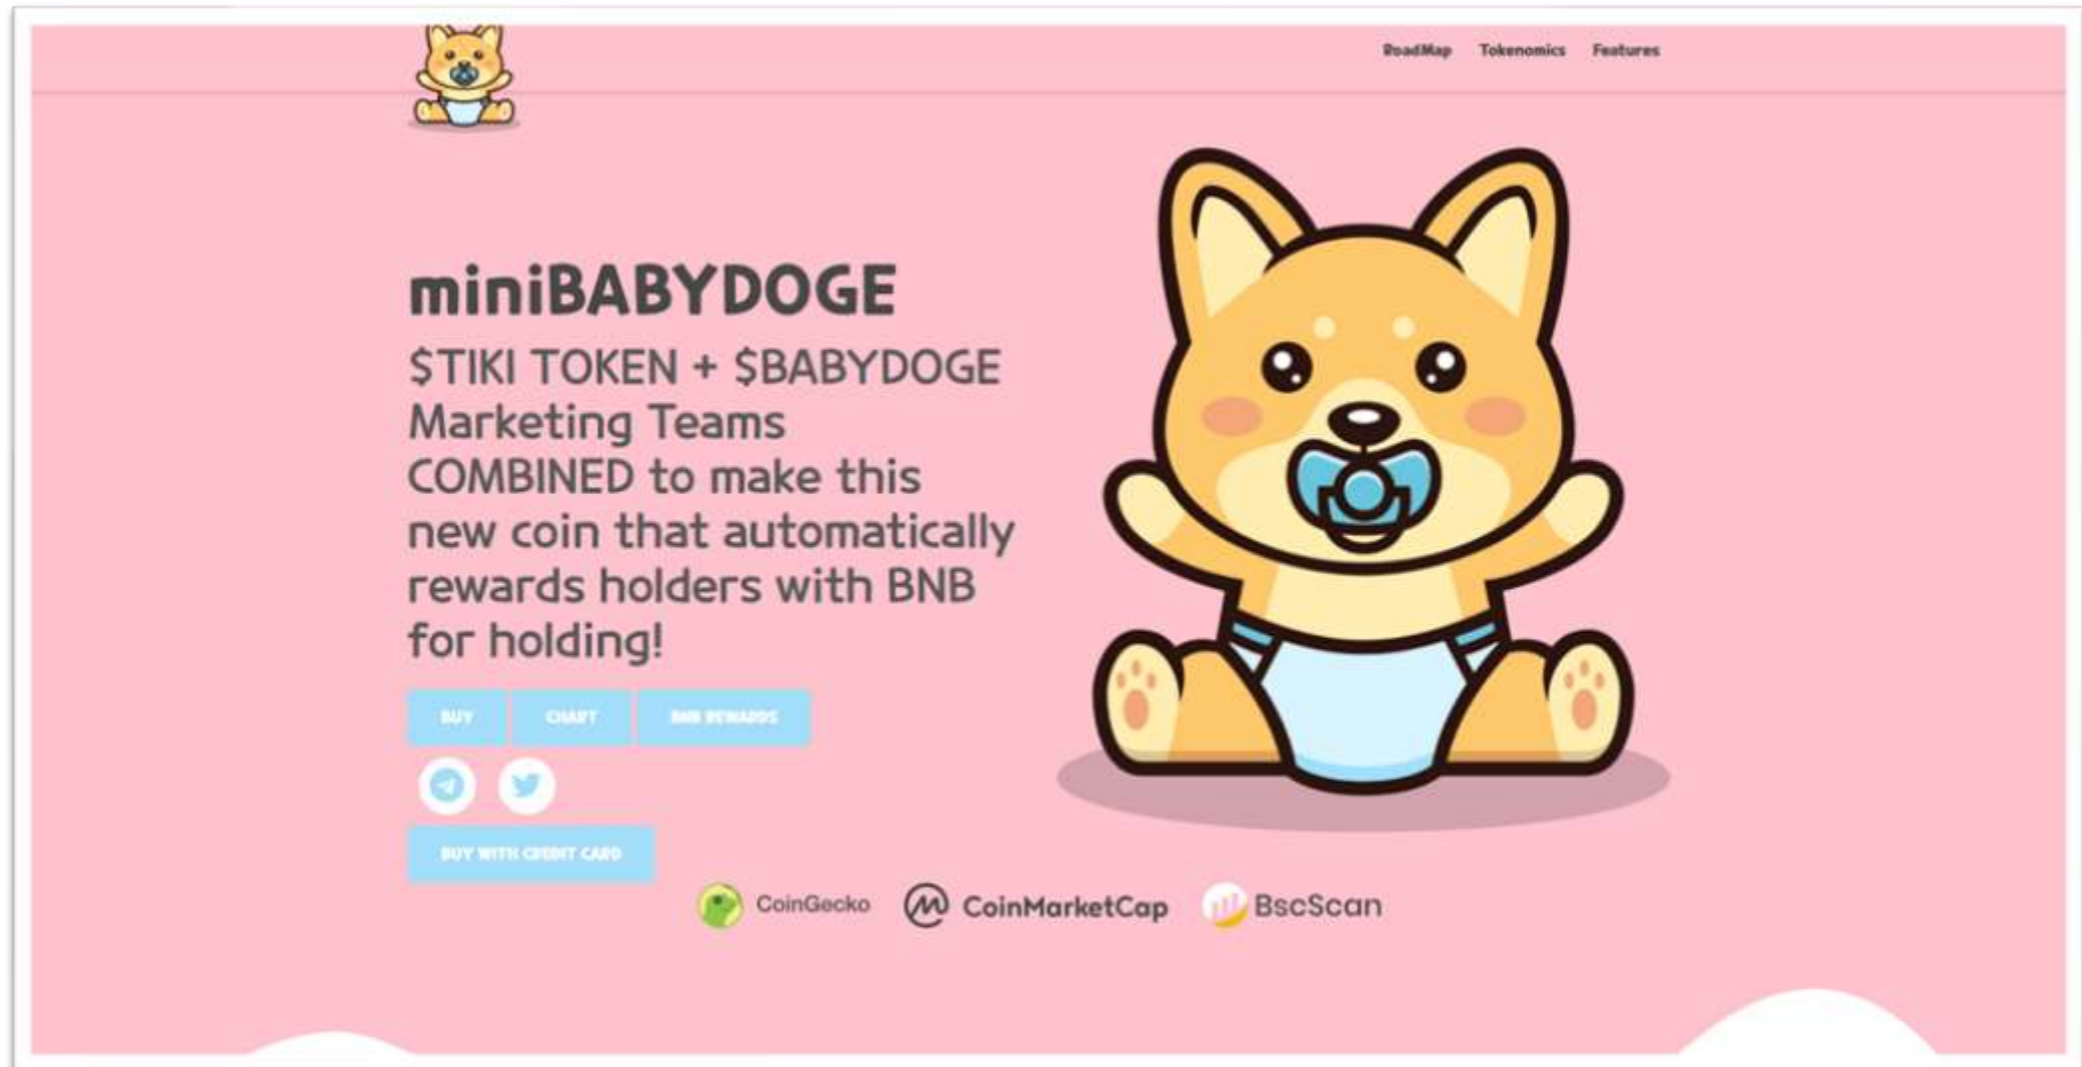 RoadMap Tokenomics Features
miniBABYDOGE
$TIKI TOKEN + $BABYDOGE
Marketing Teams
COMBINED to make this
new coin that automatically
rewards holders with BNB
for holding!
BUY CHART BNB REWARDS
BUY WITH CREDIT CARD
CoinGecko CoinMarketCap BscScan